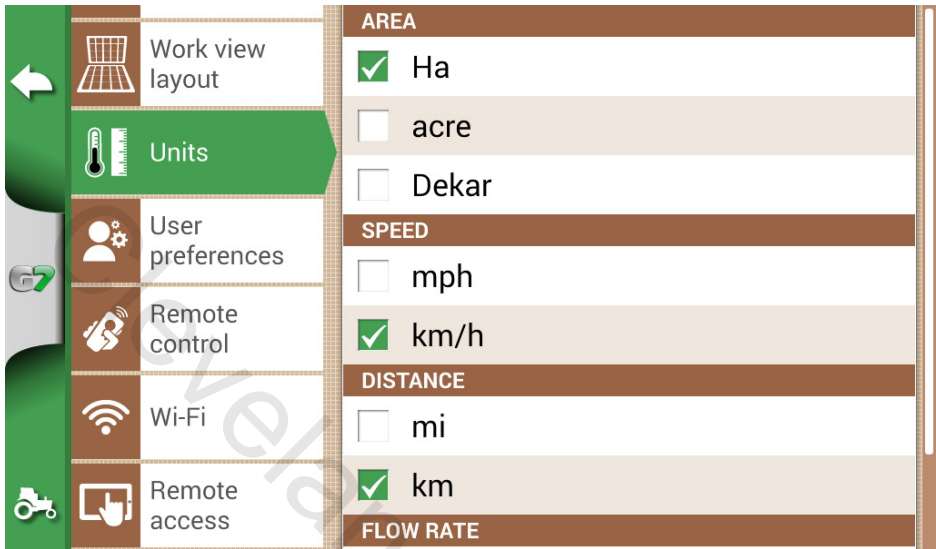 Work view
layout
Units
User
preferences
Remote
control
Wi-Fi
Remote
access
G7
AREA
Ha
acre
Dekar
SPEED
mph
km/h
DISTANCE
mi
km
FLOW RATE
Clevelan